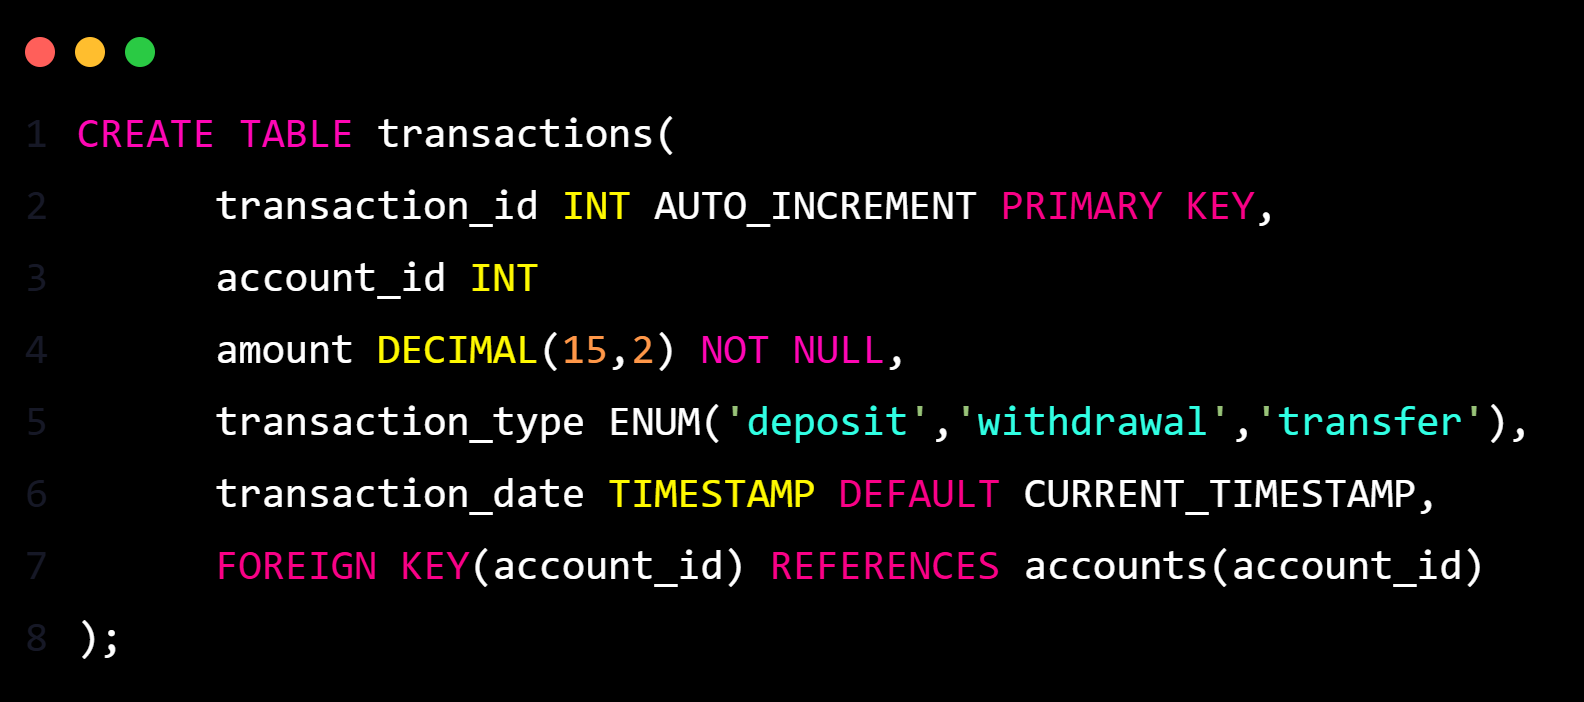 1 CREATE TABLE transactions(
2 transaction_id INT AUTO_INCREMENT PRIMARY KEY,
3 account_id INT
4 amount DECIMAL(15,2) NOT NULL,
5 transaction_type ENUM('deposit','withdrawal','transfer'),
6 transaction_date TIMESTAMP DEFAULT CURRENT_TIMESTAMP,
7 FOREIGN KEY(account_id) REFERENCES accounts(account_id)
8 );